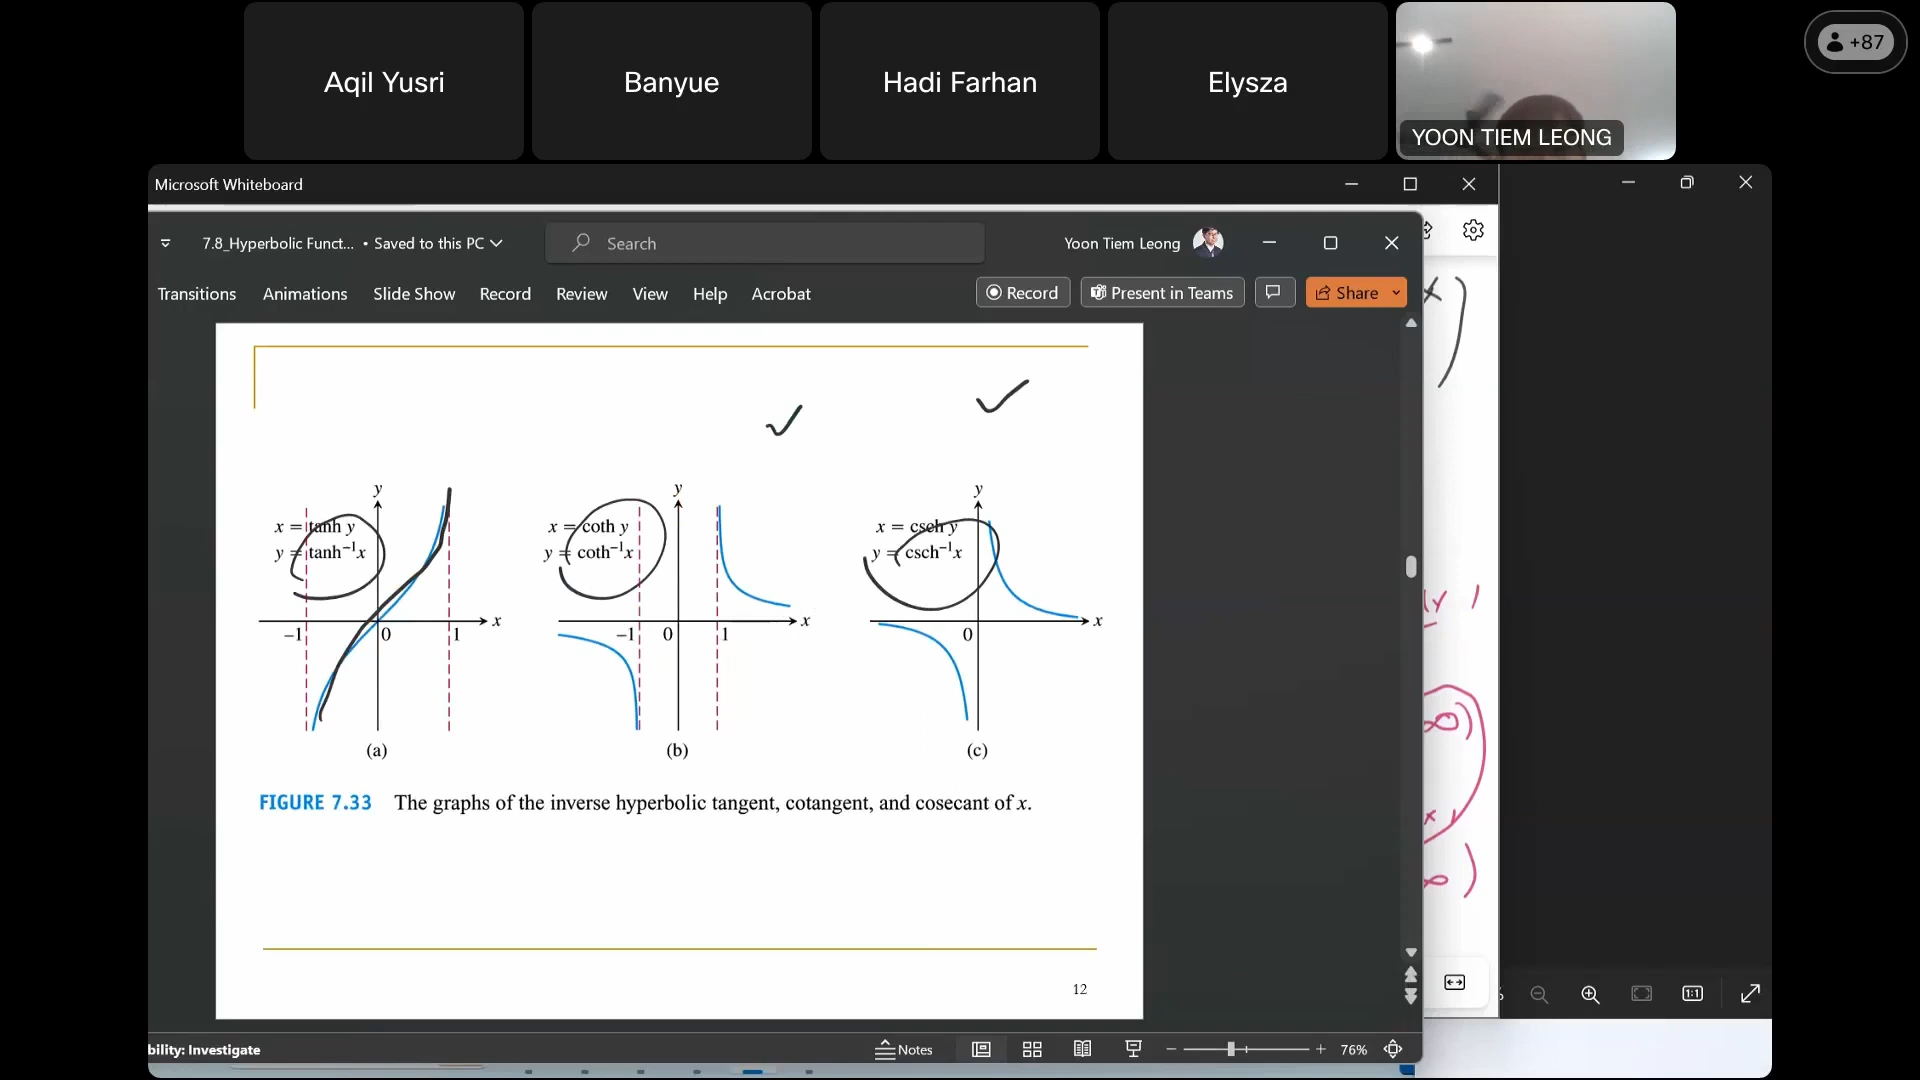 Aqil Yusri
Banyue
Hadi Farhan
Elysza
YOON TIEM LEONG
+87
Microsoft Whiteboard
7.8_Hyperbolic Funct... • Saved to this PC
Search
Yoon Tiem Leong
Transitions Animations Slide Show Record Review View Help Acrobat
Record Present in Teams Share
y
x = tanh y
y = tanh⁻¹x
x
–1 0 1
(a)
y
x = coth y
y = coth⁻¹x
x
–1 0 1
(b)
y
x = csch y
y = csch⁻¹x
x
0
(c)
FIGURE 7.33 The graphs of the inverse hyperbolic tangent, cotangent, and cosecant of x.
12
x )
∞)
x
∞ )
1:1
bility: Investigate
Notes
76%